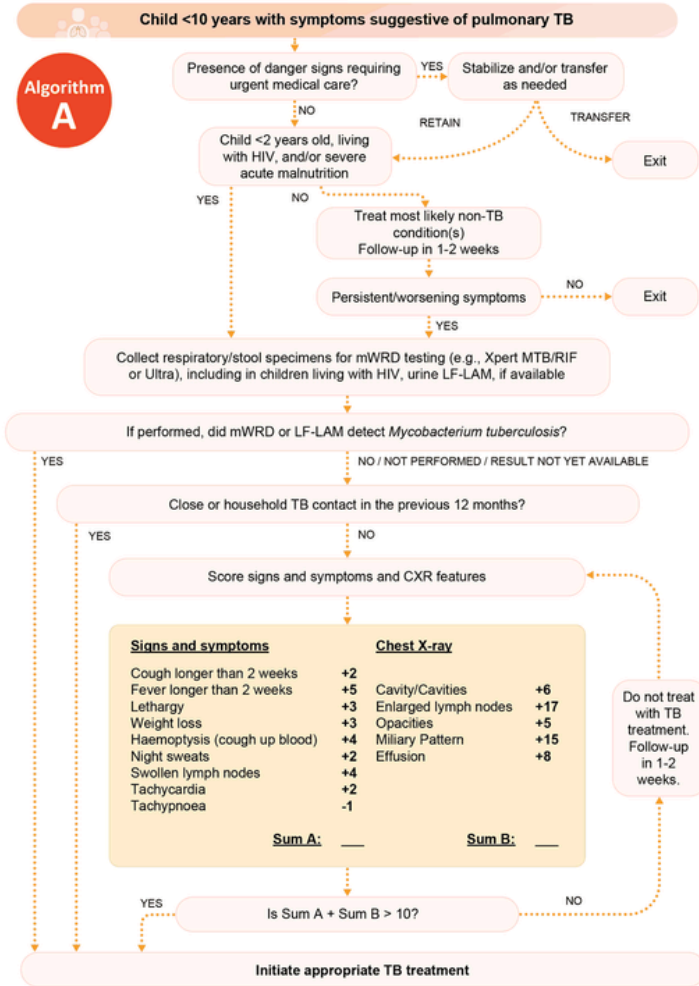 Child <10 years with symptoms suggestive of pulmonary TB
Algorithm
A
Presence of danger signs requiring
urgent medical care?
YES
Stabilize and/or transfer
as needed
NO
RETAIN
TRANSFER
Child <2 years old, living
with HIV, and/or severe
acute malnutrition
Exit
YES
NO
Treat most likely non-TB
condition(s)
Follow-up in 1-2 weeks
Persistent/worsening symptoms
NO
Exit
YES
Collect respiratory/stool specimens for mWRD testing (e.g., Xpert MTB/RIF
or Ultra), including in children living with HIV, urine LF-LAM, if available
If performed, did mWRD or LF-LAM detect Mycobacterium tuberculosis?
YES
NO / NOT PERFORMED / RESULT NOT YET AVAILABLE
Close or household TB contact in the previous 12 months?
YES
NO
Score signs and symptoms and CXR features
Signs and symptoms
Cough longer than 2 weeks +2
Fever longer than 2 weeks +5
Lethargy +3
Weight loss +3
Haemoptysis (cough up blood) +4
Night sweats +2
Swollen lymph nodes +4
Tachycardia +2
Tachypnoea -1
Sum A: ___
Chest X-ray
Cavity/Cavities +6
Enlarged lymph nodes +17
Opacities +5
Miliary Pattern +15
Effusion +8
Sum B: ___
Do not treat
with TB
treatment.
Follow-up
in 1-2
weeks.
Is Sum A + Sum B > 10?
YES
NO
Initiate appropriate TB treatment